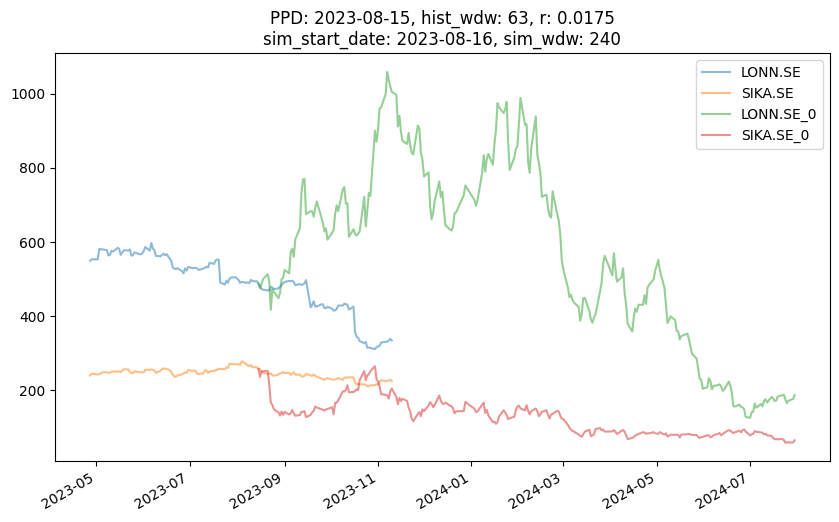 PPD: 2023-08-15, hist_wdw: 63, r: 0.0175
sim_start_date: 2023-08-16, sim_wdw: 240
LONN.SE
SIKA.SE
LONN.SE_0
SIKA.SE_0
1000
800
600
400
200
2023-05
2023-07
2023-09
2023-11
2024-01
2024-03
2024-05
2024-07